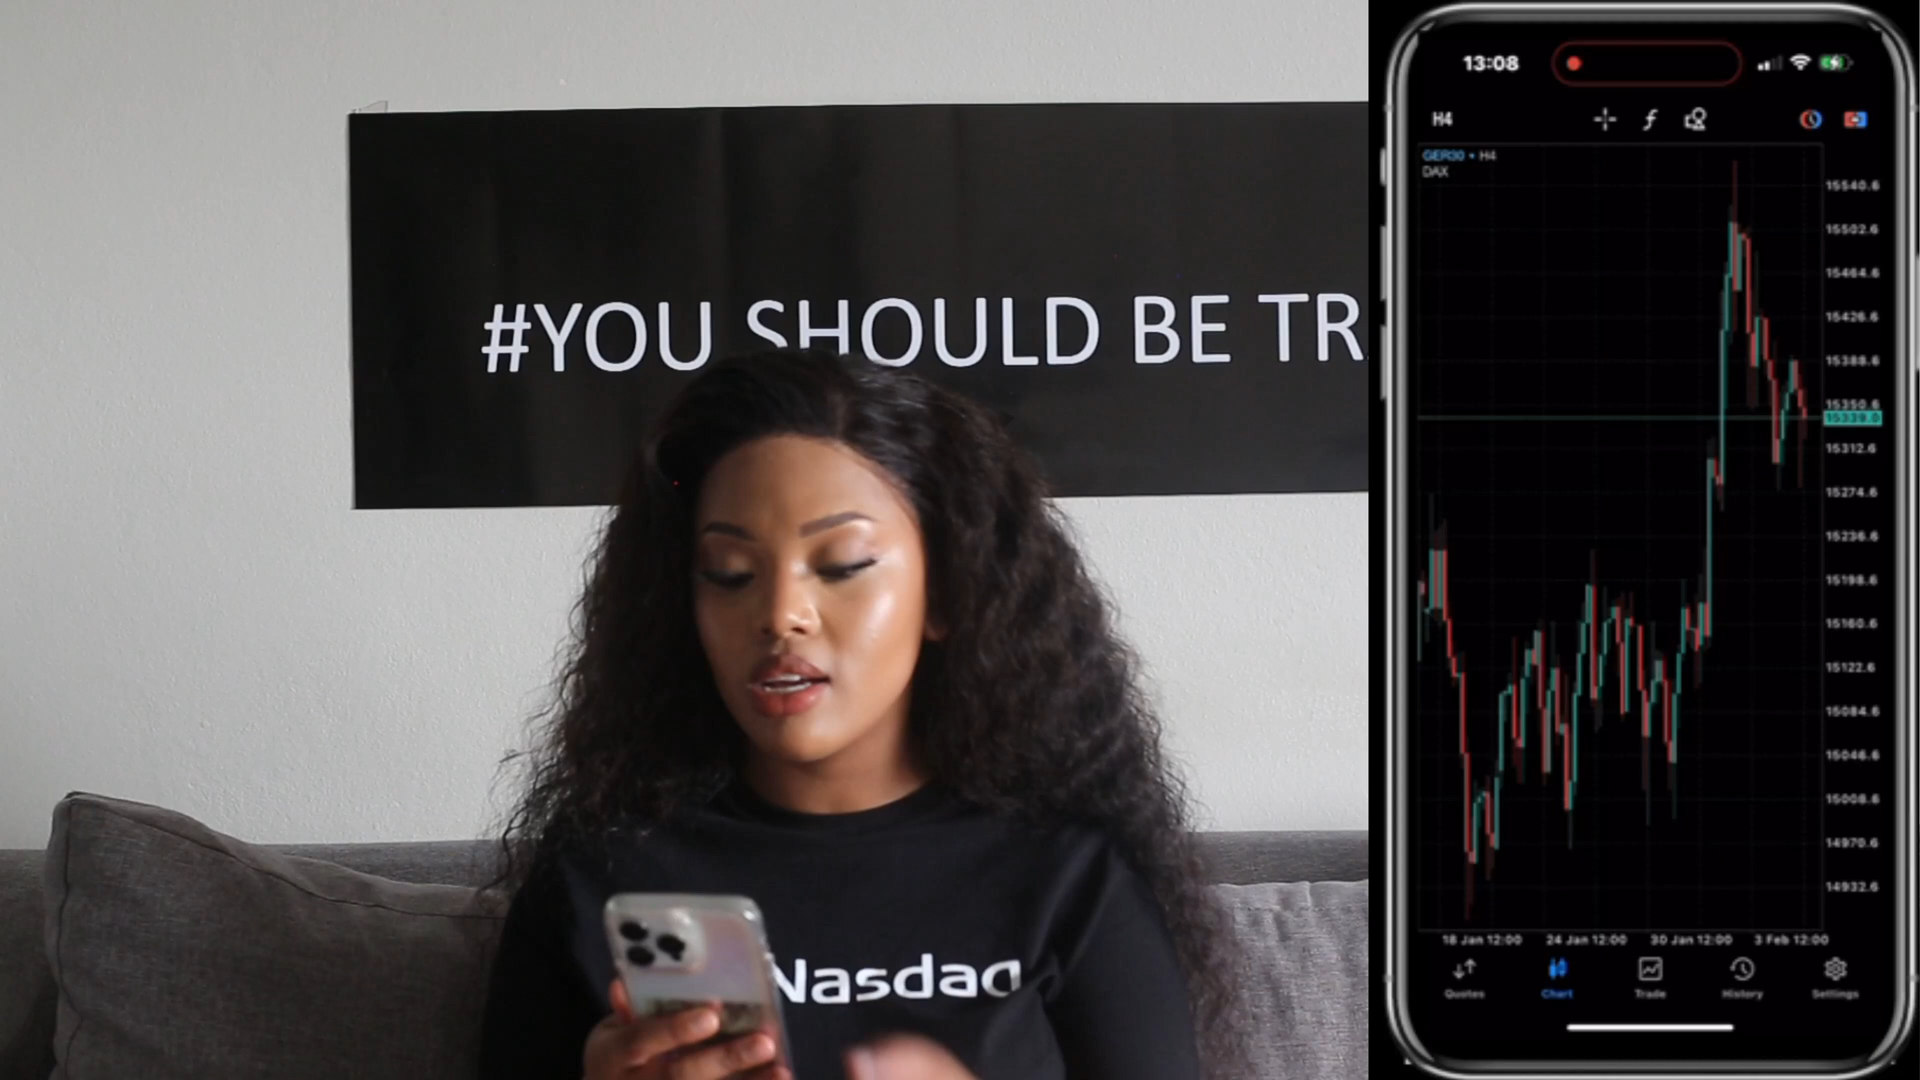 #YOU SHOULD BE TR
Nasdaq
13:08
H4
GER30 • H4
DAX
15540.6
15502.6
15464.6
15426.6
15388.6
15350.6
15339.0
15312.6
15274.6
15236.6
15198.6
15160.6
15122.6
15084.6
15046.6
15008.6
14970.6
14932.6
18 Jan 12:00 24 Jan 12:00 30 Jan 12:00 3 Feb 12:00
Quotes Chart Trade History Settings